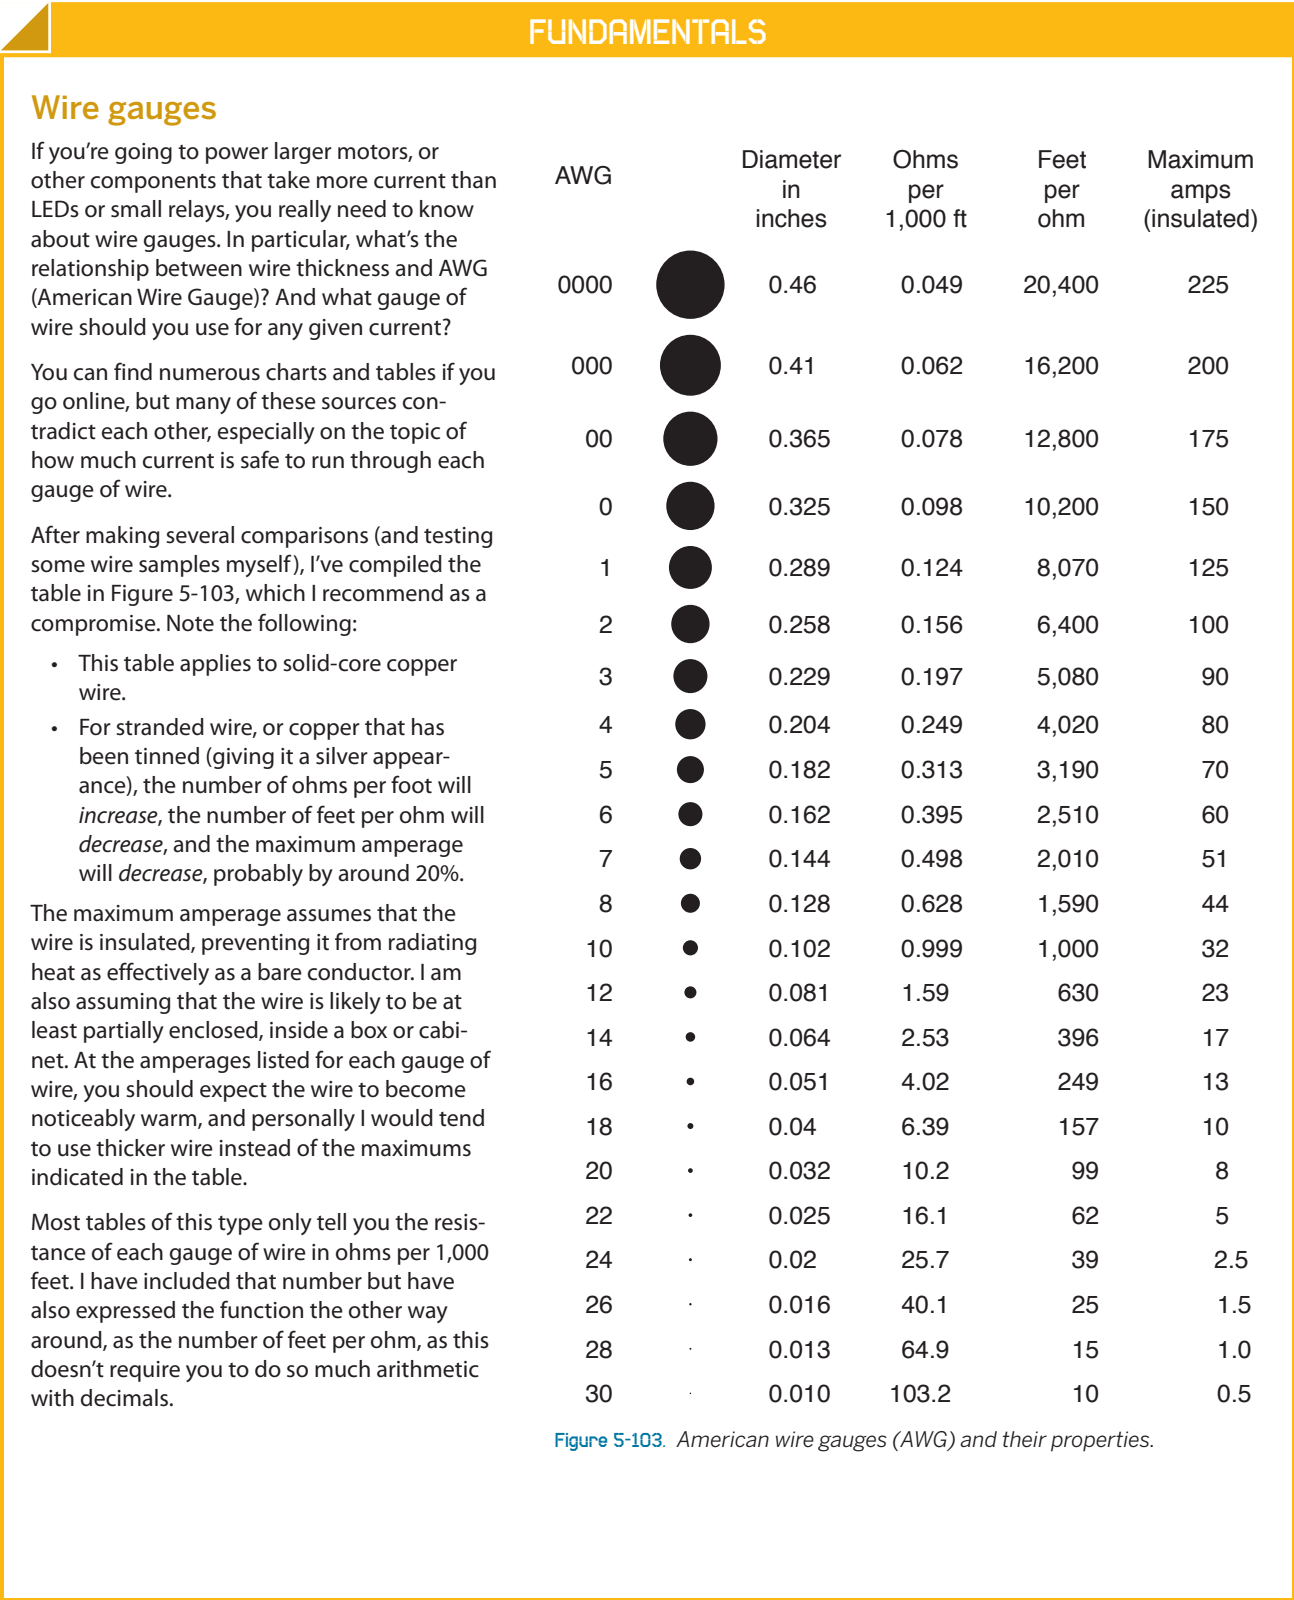 FUNDAMENTALS
Wire gauges
If you’re going to power larger motors, or
other components that take more current than
LEDs or small relays, you really need to know
about wire gauges. In particular, what’s the
relationship between wire thickness and AWG
(American Wire Gauge)? And what gauge of
wire should you use for any given current?
You can find numerous charts and tables if you
go online, but many of these sources con-
tradict each other, especially on the topic of
how much current is safe to run through each
gauge of wire.
After making several comparisons (and testing
some wire samples myself), I’ve compiled the
table in Figure 5-103, which I recommend as a
compromise. Note the following:
• This table applies to solid-core copper
wire.
• For stranded wire, or copper that has
been tinned (giving it a silver appear-
ance), the number of ohms per foot will
increase, the number of feet per ohm will
decrease, and the maximum amperage
will decrease, probably by around 20%.
The maximum amperage assumes that the
wire is insulated, preventing it from radiating
heat as effectively as a bare conductor. I am
also assuming that the wire is likely to be at
least partially enclosed, inside a box or cabi-
net. At the amperages listed for each gauge of
wire, you should expect the wire to become
noticeably warm, and personally I would tend
to use thicker wire instead of the maximums
indicated in the table.
Most tables of this type only tell you the resis-
tance of each gauge of wire in ohms per 1,000
feet. I have included that number but have
also expressed the function the other way
around, as the number of feet per ohm, as this
doesn’t require you to do so much arithmetic
with decimals.
AWG Diameter in inches Ohms per 1,000 ft Feet per ohm Maximum amps (insulated)
0000 0.46 0.049 20,400 225
000 0.41 0.062 16,200 200
00 0.365 0.078 12,800 175
0 0.325 0.098 10,200 150
1 0.289 0.124 8,070 125
2 0.258 0.156 6,400 100
3 0.229 0.197 5,080 90
4 0.204 0.249 4,020 80
5 0.182 0.313 3,190 70
6 0.162 0.395 2,510 60
7 0.144 0.498 2,010 51
8 0.128 0.628 1,590 44
10 0.102 0.999 1,000 32
12 0.081 1.59 630 23
14 0.064 2.53 396 17
16 0.051 4.02 249 13
18 0.04 6.39 157 10
20 0.032 10.2 99 8
22 0.025 16.1 62 5
24 0.02 25.7 39 2.5
26 0.016 40.1 25 1.5
28 0.013 64.9 15 1.0
30 0.010 103.2 10 0.5
Figure 5-103. American wire gauges (AWG) and their properties.